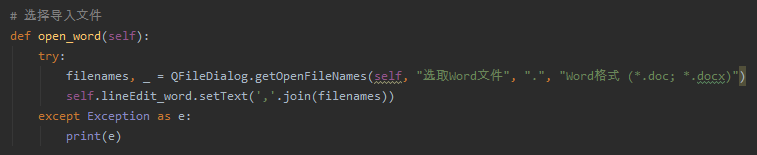 # 选择导入文件
def open_word(self):
    try:
        filenames, _ = QFileDialog.getOpenFileNames(self, "选取Word文件", ".", "Word格式 (*.doc; *.docx)")
        self.lineEdit_word.setText(','.join(filenames))
    except Exception as e:
        print(e)